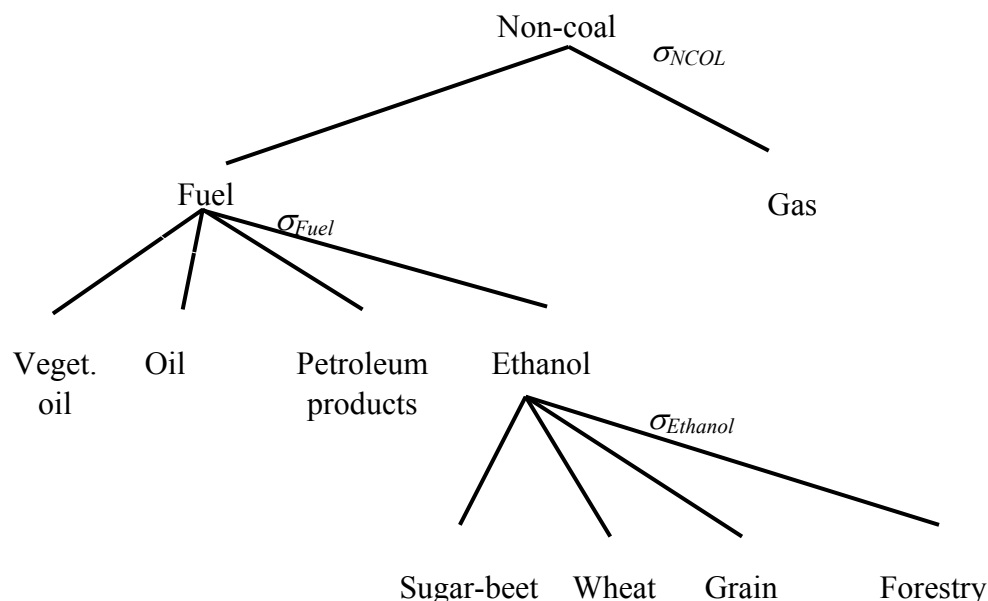 Non-coal
σNCOL
Fuel
Gas
σFuel
Veget.
oil
Oil
Petroleum
products
Ethanol
σEthanol
Sugar-beet
Wheat
Grain
Forestry